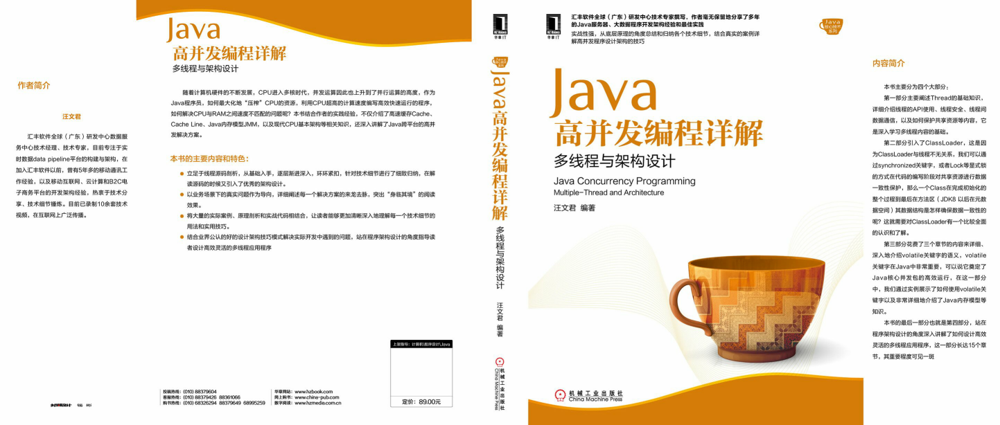 作者简介
汪文君
汇丰软件全球（广东）研发中心数据服
务中心技术经理、技术专家，目前专注于实
时数据data pipeline平台的构建与架构，在
加入汇丰软件以前，曾有5年多的移动通讯工
作经验，以及移动互联网、云计算和B2C电
子商务平台的开发架构经验，热衷于技术分
享、技术细节锤炼。目前已录制10余套技术
视频，在互联网上广泛传播。
封面设计 锡 彬
Java
高并发编程详解
多线程与架构设计
随着计算机硬件的不断发展，CPU进入多核时代，并发运算因此也上升到了并行运算的高度，作为
Java程序员，如何最大化地“压榨”CPU的资源，利用CPU超高的计算速度编写高效快速运行的程序，
如何解决CPU与RAM之间速度不匹配的问题呢？本书结合作者的实践经验，不仅介绍了高速缓存Cache、
Cache Line、Java内存模型JMM，以及现代CPU基本架构等相关知识，还深入讲解了Java跨平台的高并
发解决方案。
本书的主要内容和特色：
● 立足于线程源码剖析，从基础入手，逐层渐进深入，环环紧扣，针对技术细节进行了细致归纳，在解
读源码的时候又引入了优秀的架构设计。
● 以业务场景下的真实问题作为导向，详细阐述每一个解决方案的来龙去脉，突出“身临其境”的阅读
效果。
● 将大量的实际案例、原理剖析和实战代码相结合，让读者能够更加清晰深入地理解每一个技术细节的
用法和实用技巧。
● 结合业界公认的好的设计架构技巧模式解决实际开发中遇到的问题，站在程序架构设计的角度指导读
者设计高效灵活的多线程应用程序
投稿热线：(010) 88379604
客服热线：(010) 88379426 88361066
购书热线：(010) 68326294 88379649 68995259
华章网站：www.hzbook.com
网上购书：www.china-pub.com
数字阅读：www.hzmedia.com.cn
上架指导：计算机\程序设计\Java
定价：89.00元
HZ Books
华章IT
Java
核心技术
系列
Java高并发编程详解
多线程与架构设计
汪文君 编著
机械工业出版社
China Machine Press
HZ Books
华章IT
汇丰软件全球（广东）研发中心技术专家撰写，作者毫无保留地分享了多年
的Java服务器、大数据程序开发架构经验和最佳实践
实战性强，从底层原理的角度总结和归纳各个技术细节，结合真实的案例详
解高并发程序设计架构的技巧
Java
核心技术
系列
Java
高并发编程详解
多线程与架构设计
Java Concurrency Programming
Multiple-Thread and Architecture
汪文君 编著
机械工业出版社
China Machine Press
内容简介
本书主要分为四个大部分：
第一部分主要阐述Thread的基础知识，
详细介绍线程的API使用、线程安全、线程间
数据通信，以及如何保护共享资源等内容，它
是深入学习多线程内容的基础。
第二部分引入了ClassLoader，这是因
为ClassLoader与线程不无关系，我们可以通
过synchronized关键字，或者Lock等显式锁
的方式在代码的编写阶段对共享资源进行数据
一致性保护，那么一个Class在完成初始化的
整个过程到最后在方法区（JDK8 以后在元数
据空间）其数据结构是怎样确保数据一致性的
呢？这就需要对ClassLoader有一个比较全面
的认识和了解。
第三部分花费了三个章节的内容来详细、
深入地介绍volatile关键字的语义，volatile
关键字在Java中非常重要，可以说它奠定了
Java核心并发包的高效运行，在这一部分
中，我们通过实例展示了如何使用volatile关
键字以及非常详细地介绍了Java内存模型等
知识。
本书的最后一部分也就是第四部分，站在
程序架构设计的角度深入讲解了如何设计高效
灵活的多线程应用程序，这一部分长达15个章
节，其重要程度可见一斑